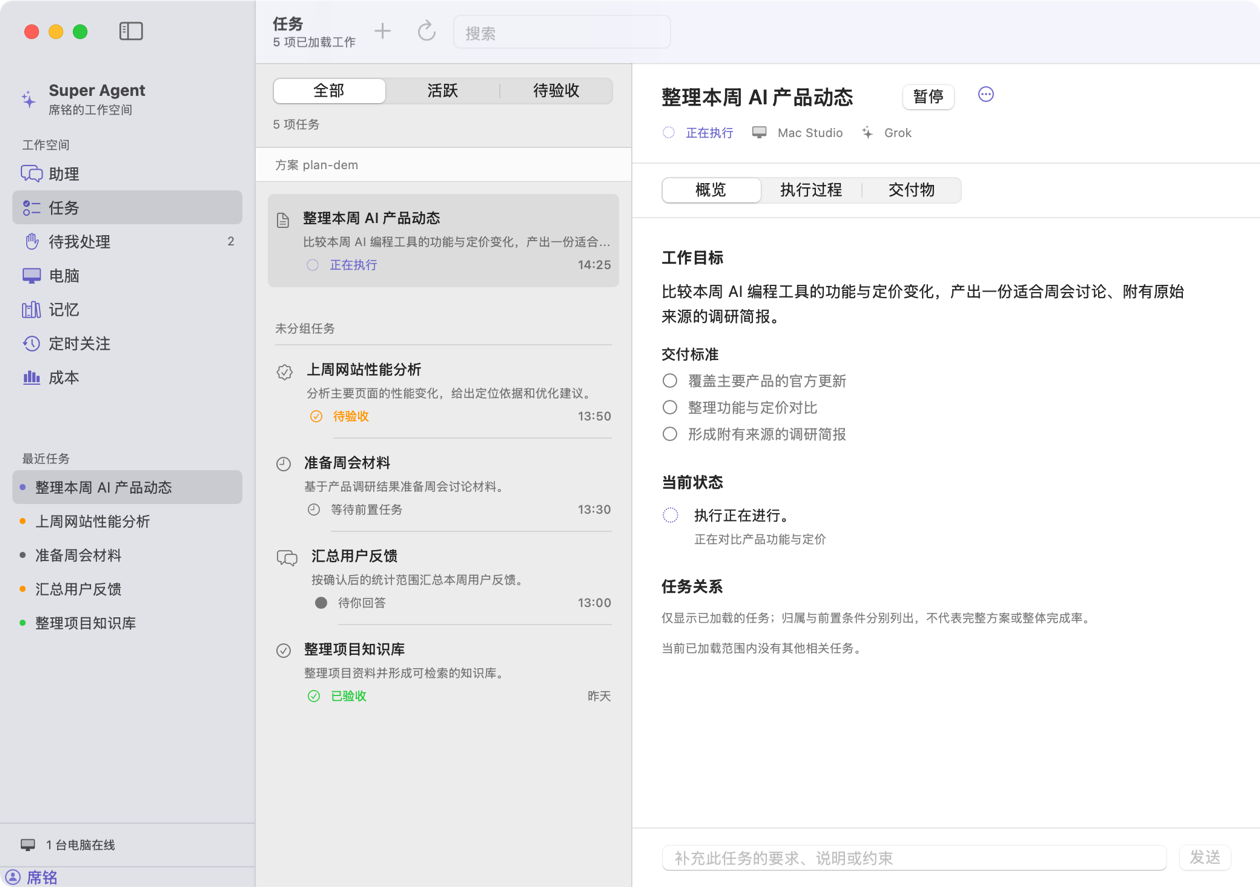 Super Agent
席铭的工作空间
工作空间
助理
任务
待我处理 2
电脑
记忆
定时关注
成本
最近任务
整理本周 AI 产品动态
上周网站性能分析
准备周会材料
汇总用户反馈
整理项目知识库
1 台电脑在线
席铭
任务
5 项已加载工作
搜索
全部 活跃 待验收
5 项任务
方案 plan-dem
整理本周 AI 产品动态
比较本周 AI 编程工具的功能与定价变化，产出一份适合...
正在执行 14:25
未分组任务
上周网站性能分析
分析主要页面的性能变化，给出定位依据和优化建议。
待验收 13:50
准备周会材料
基于产品调研结果准备周会讨论材料。
等待前置任务 13:30
汇总用户反馈
按确认后的统计范围汇总本周用户反馈。
待你回答 13:00
整理项目知识库
整理项目资料并形成可检索的知识库。
已验收 昨天
整理本周 AI 产品动态 暂停
正在执行 Mac Studio Grok
概览 执行过程 交付物
工作目标
比较本周 AI 编程工具的功能与定价变化，产出一份适合周会讨论、附有原始
来源的调研简报。
交付标准
覆盖主要产品的官方更新
整理功能与定价对比
形成附有来源的调研简报
当前状态
执行正在进行。
正在对比产品功能与定价
任务关系
仅显示已加载的任务；归属与前置条件分别列出，不代表完整方案或整体完成率。
当前已加载范围内没有其他相关任务。
补充此任务的要求、说明或约束 发送